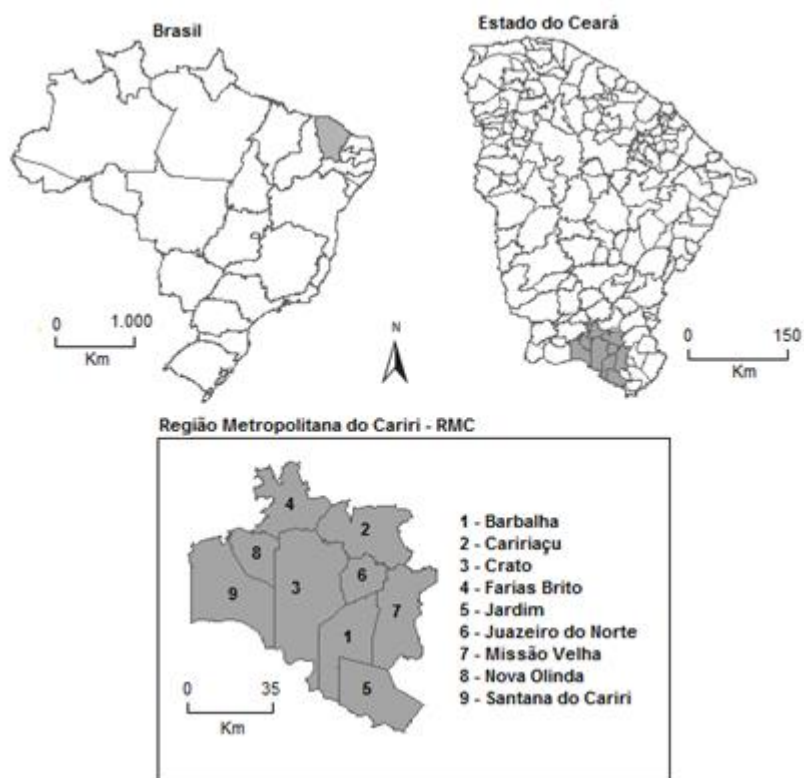 Brasil
Estado do Ceará
0 1.000
Km
N
0 150
Km
Região Metropolitana do Cariri - RMC
4
2
8
6
3
9
7
1
5
0 35
Km
1 - Barbalha
2 - Caririaçu
3 - Crato
4 - Farias Brito
5 - Jardim
6 - Juazeiro do Norte
7 - Missão Velha
8 - Nova Olinda
9 - Santana do Cariri